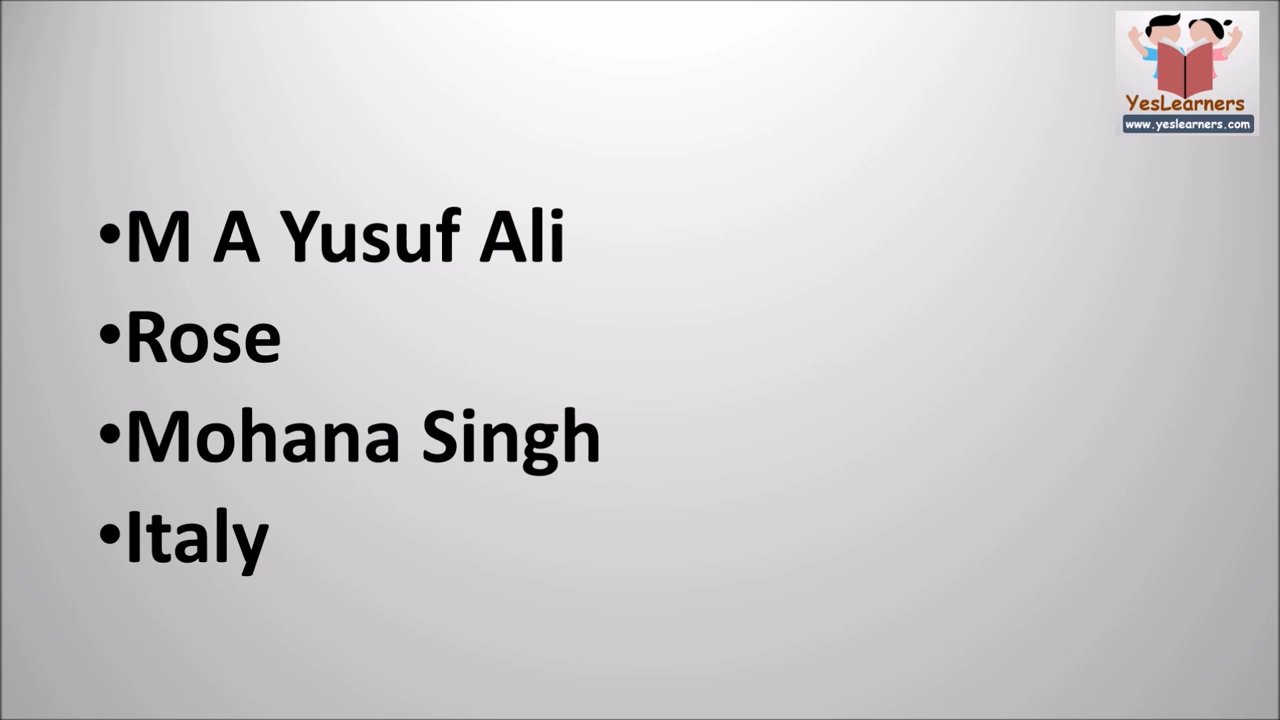 YesLearners
www.yeslearners.com
•M A Yusuf Ali
•Rose
•Mohana Singh
•Italy